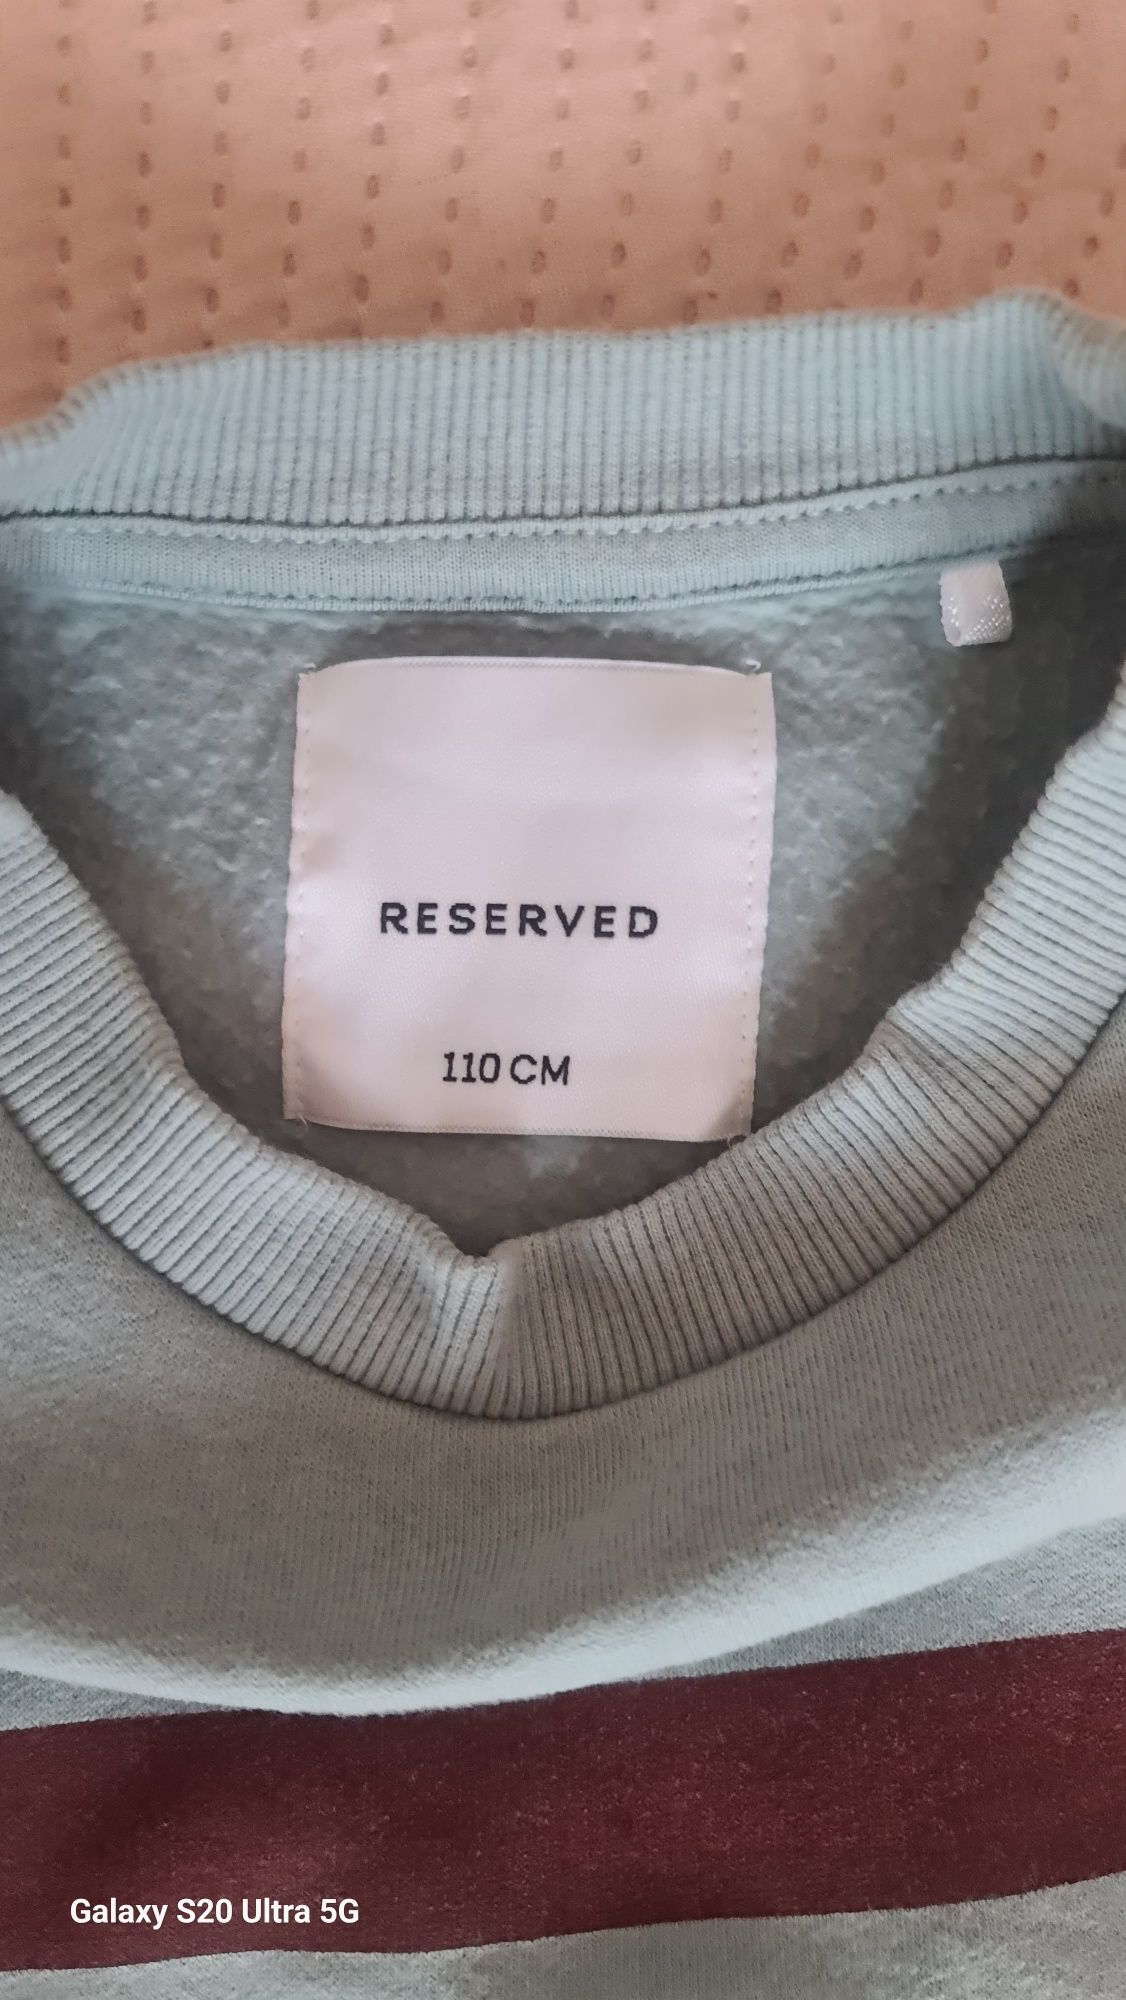 RESERVED
110 CM
Galaxy S20 Ultra 5G